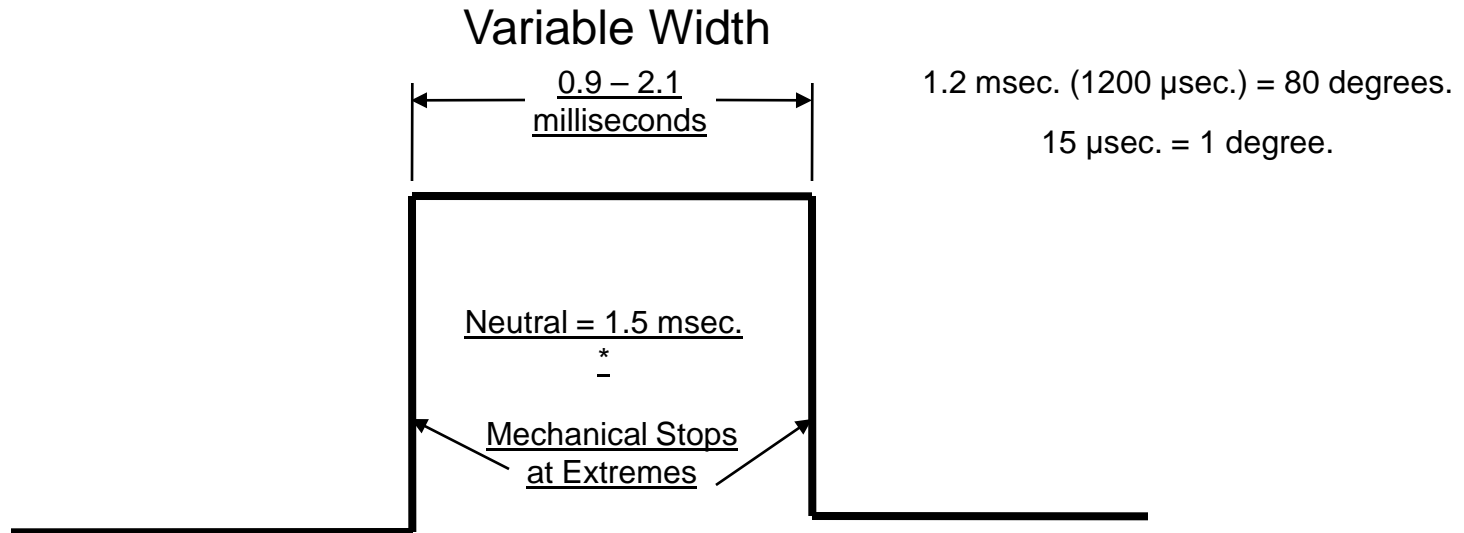 Variable Width
0.9 – 2.1
milliseconds
1.2 msec. (1200 μsec.) = 80 degrees.
15 μsec. = 1 degree.
Neutral = 1.5 msec.
*
Mechanical Stops
at Extremes